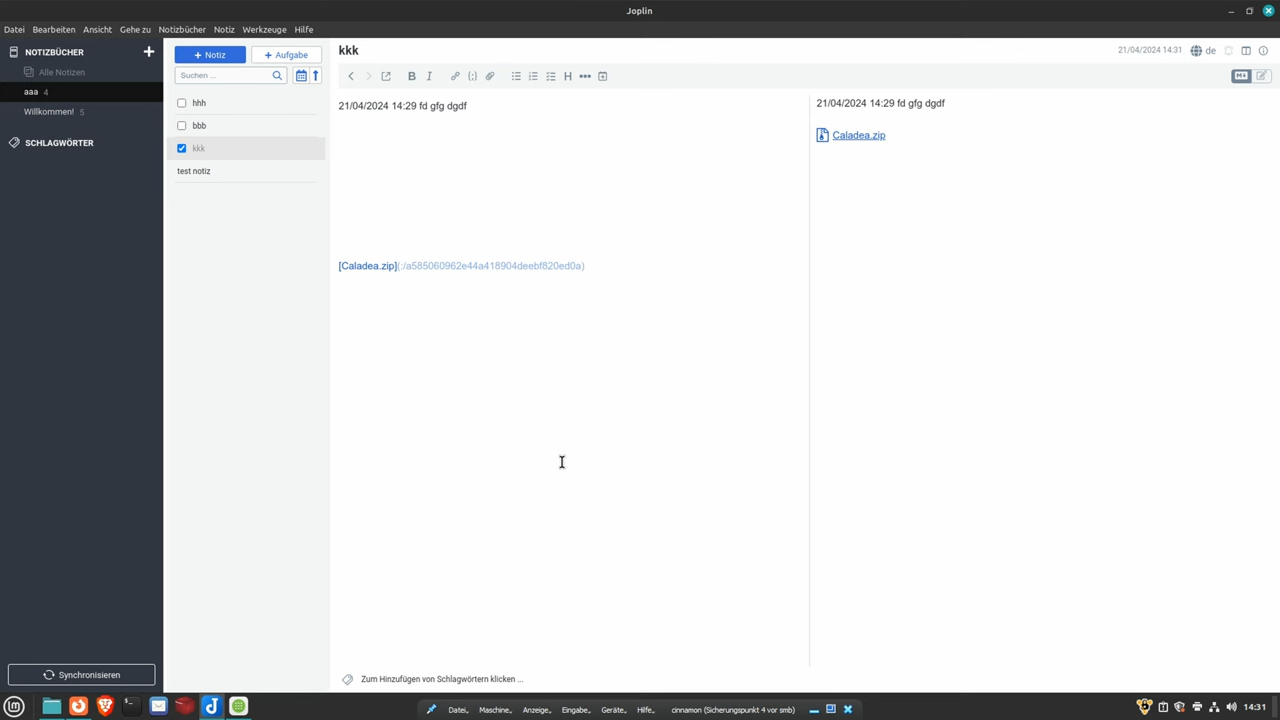 Joplin
Datei Bearbeiten Ansicht Gehe zu Notizbücher Notiz Werkzeuge Hilfe
NOTIZBÜCHER +
Alle Notizen
aaa 4
Willkommen! 5
SCHLAGWÖRTER
Synchronisieren
+ Notiz + Aufgabe
Suchen ...
hhh
bbb
kkk
test notiz
kkk
21/04/2024 14:31 de
B I H
21/04/2024 14:29 fd gfg dgdf
[Caladea.zip](:/a585060962e44a418904deebf820ed0a)
21/04/2024 14:29 fd gfg dgdf
Caladea.zip
Zum Hinzufügen von Schlagwörtern klicken ...
Datei Maschine Anzeige Eingabe Geräte Hilfe cinnamon (Sicherungspunkt 4 vor smb)
14:31